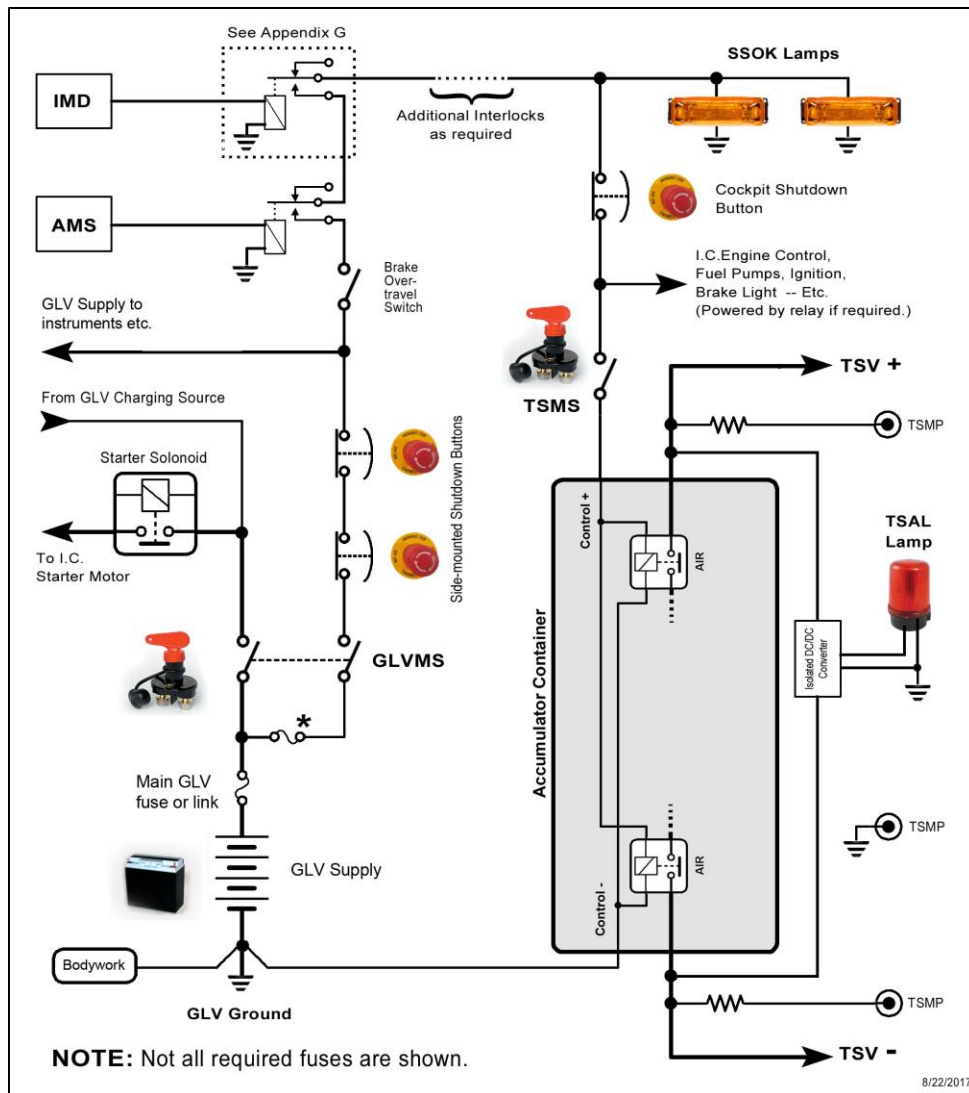 See Appendix G
IMD
AMS
Additional Interlocks
as required
SSOK Lamps
Cockpit Shutdown
Button
I.C.Engine Control,
Fuel Pumps, Ignition,
Brake Light -- Etc.
(Powered by relay if required.)
Brake
Over-
travel
Switch
GLV Supply to
instruments etc.
From GLV Charging Source
Starter Solonoid
To I.C.
Starter Motor
Side-mounted Shutdown Buttons
TSMS
TSV +
TSMP
TSAL
Lamp
Control +
AIR
Accumulator Container
Isolated DC/DC
Converter
GLVMS
*
Main GLV
fuse or link
GLV Supply
TSMP
AIR
Control -
Bodywork
GLV Ground
TSMP
TSV -
NOTE: Not all required fuses are shown.
8/22/2017